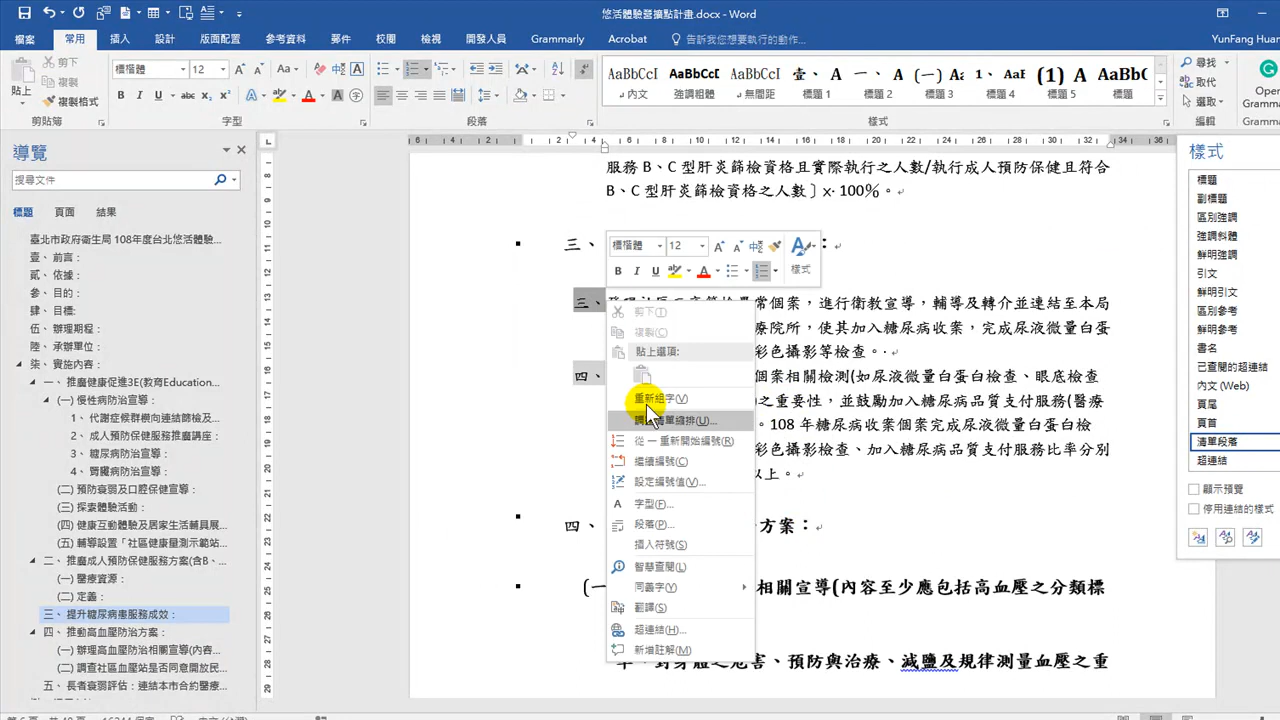 悠活體驗營擴點計畫.docx - Word
檔案 常用 插入 設計 版面配置 參考資料 郵件 校閱 檢視 開發人員 Grammarly Acrobat 告訴我您想要執行的動作... YunFang Huan
貼上 剪下 複製 複製格式
標楷體 12
AaBbCcI AaBbCcD AaBbCcI 壹、 A 一、 A (一) Aa 1、 AaB (1) A AaBbC
內文 強調粗體 無間距 標題 1 標題 2 標題 3 標題 4 標題 5 標題
尋找 取代 選取
Open
Gramma
剪貼簿 字型 段落 樣式 編輯
導覽
搜尋文件
標題 頁面 結果
臺北市政府衛生局 108年度台北悠活體驗...
壹、前言:
貳、依據:
參、目的:
肆、目標:
伍、辦理期程:
陸、承辦單位:
柒、實施內容:
一、推廣健康促進3E(教育Education...
(一) 慢性病防治宣導:
1、代謝症候群橫向連結篩檢及...
2、成人預防保健服務推廣講座:
3、糖尿病防治宣導:
4、腎臟病防治宣導:
(二) 預防衰弱及口腔保健宣導:
(三) 探索體驗活動:
(四) 健康互動體驗及居家生活輔具展...
(五) 輔導設置「社區健康量測示範站...
二、推廣成人預防保健服務方案(含B、...
(一) 醫療資源:
(二) 定義:
三、提升糖尿病患服務成效:
四、推動高血壓防治方案:
(一) 辦理高血壓防治相關宣導(內容...
(二) 調查社區血壓站是否同意開放民...
五、長者衰弱評估:連結本市合約醫療...
服務 B、C 型肝炎篩檢資格且實際執行之人數/執行成人預防保健且符合
B、C 型肝炎篩檢資格之人數〕x 100%。
三、
標楷體 12
樣式
三、
常個案，進行衛教宣導，輔導及轉介並連結至本局
療院所，使其加入糖尿病收案，完成尿液微量白蛋
彩色攝影等檢查。
四、
個案相關檢測(如尿液微量白蛋白檢查、眼底檢查
之重要性，並鼓勵加入糖尿病品質支付服務(醫療
。108 年糖尿病收案個案完成尿液微量白蛋白檢
攝影檢查、加入糖尿病品質支付服務比率分別
以上。
四、 方案：
(一 相關宣導(內容至少應包括高血壓之分類標
危害、預防與治療、減鹽及規律測量血壓之重
剪下(T)
複製(C)
貼上選項:
重新組字(V)
調整清單縮排(U)...
從 一 重新開始編號(R)
繼續編號(C)
設定編號值(V)...
字型(F)...
段落(P)...
插入符號(S)
智慧查閱(L)
同義字(Y)
翻譯(S)
超連結(H)...
新增註解(M)
樣式
標題
副標題
區別強調
強調斜體
鮮明強調
引文
鮮明引文
區別參考
鮮明參考
書名
已查閱的超連結
內文 (Web)
頁尾
頁首
清單段落
超連結
顯示預覽
停用連結的樣式